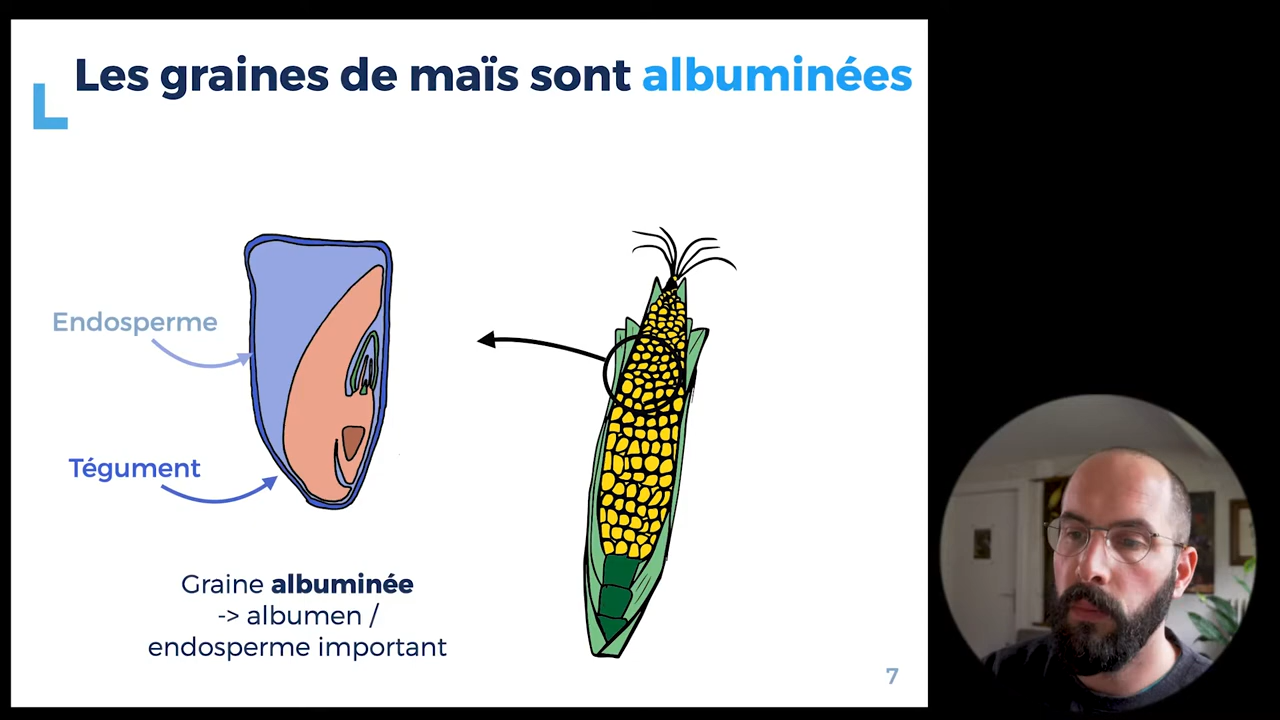 Les graines de maïs sont albuminées
Endosperme
Tégument
Graine albuminée
-> albumen /
endosperme important
7